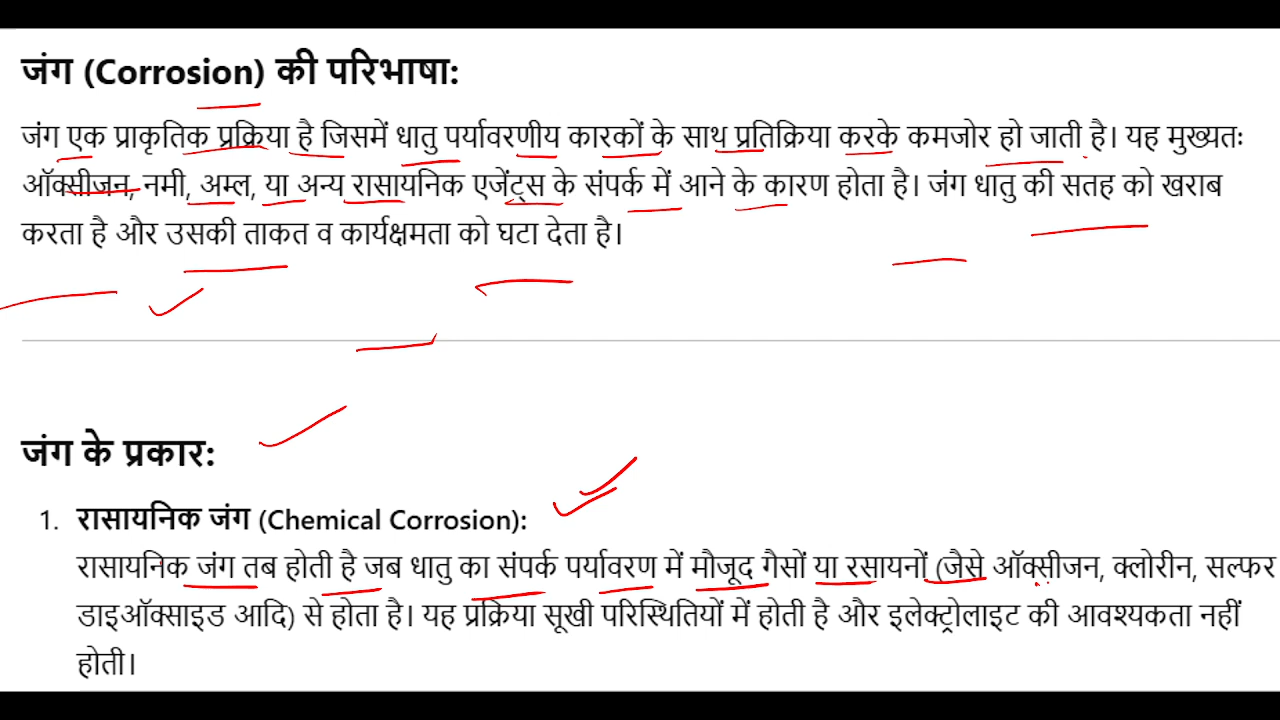 जंग (Corrosion) की परिभाषा:
जंग एक प्राकृतिक प्रक्रिया है जिसमें धातु पर्यावरणीय कारकों के साथ प्रतिक्रिया करके कमजोर हो जाती है। यह मुख्यतः
ऑक्सीजन, नमी, अम्ल, या अन्य रासायनिक एजेंट्स के संपर्क में आने के कारण होता है। जंग धातु की सतह को खराब
करता है और उसकी ताकत व कार्यक्षमता को घटा देता है।
जंग के प्रकार:
1. रासायनिक जंग (Chemical Corrosion):
रासायनिक जंग तब होती है जब धातु का संपर्क पर्यावरण में मौजूद गैसों या रसायनों (जैसे ऑक्सीजन, क्लोरीन, सल्फर
डाइऑक्साइड आदि) से होता है। यह प्रक्रिया सूखी परिस्थितियों में होती है और इलेक्ट्रोलाइट की आवश्यकता नहीं
होती।